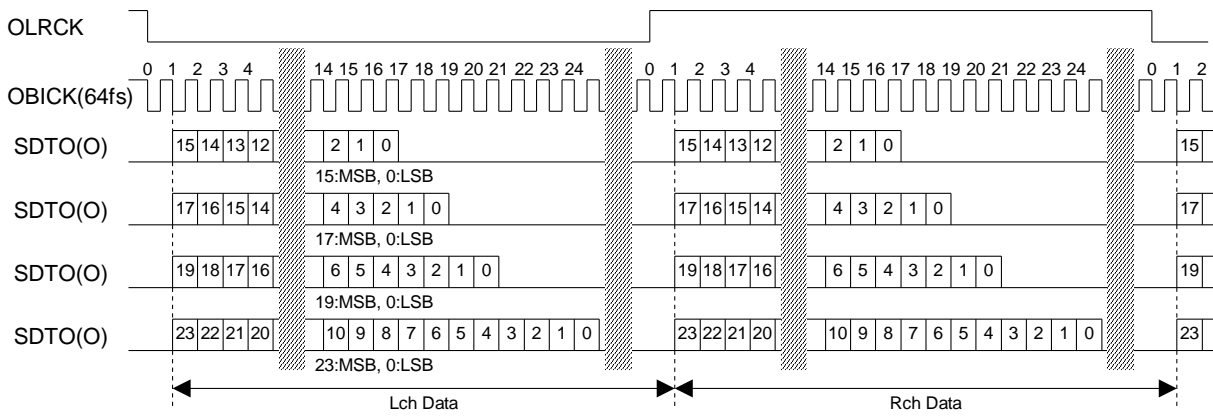 OLRCK
0 1 2 3 4 14 15 16 17 18 19 20 21 22 23 24 0 1 2 3 4 14 15 16 17 18 19 20 21 22 23 24 0 1 2
OBICK(64fs)
SDTO(O) 15 14 13 12 2 1 0 15 14 13 12 2 1 0 15
15:MSB, 0:LSB
SDTO(O) 17 16 15 14 4 3 2 1 0 17 16 15 14 4 3 2 1 0 17
17:MSB, 0:LSB
SDTO(O) 19 18 17 16 6 5 4 3 2 1 0 19 18 17 16 6 5 4 3 2 1 0 19
19:MSB, 0:LSB
SDTO(O) 23 22 21 20 10 9 8 7 6 5 4 3 2 1 0 23 22 21 20 10 9 8 7 6 5 4 3 2 1 0 23
23:MSB, 0:LSB
Lch Data Rch Data